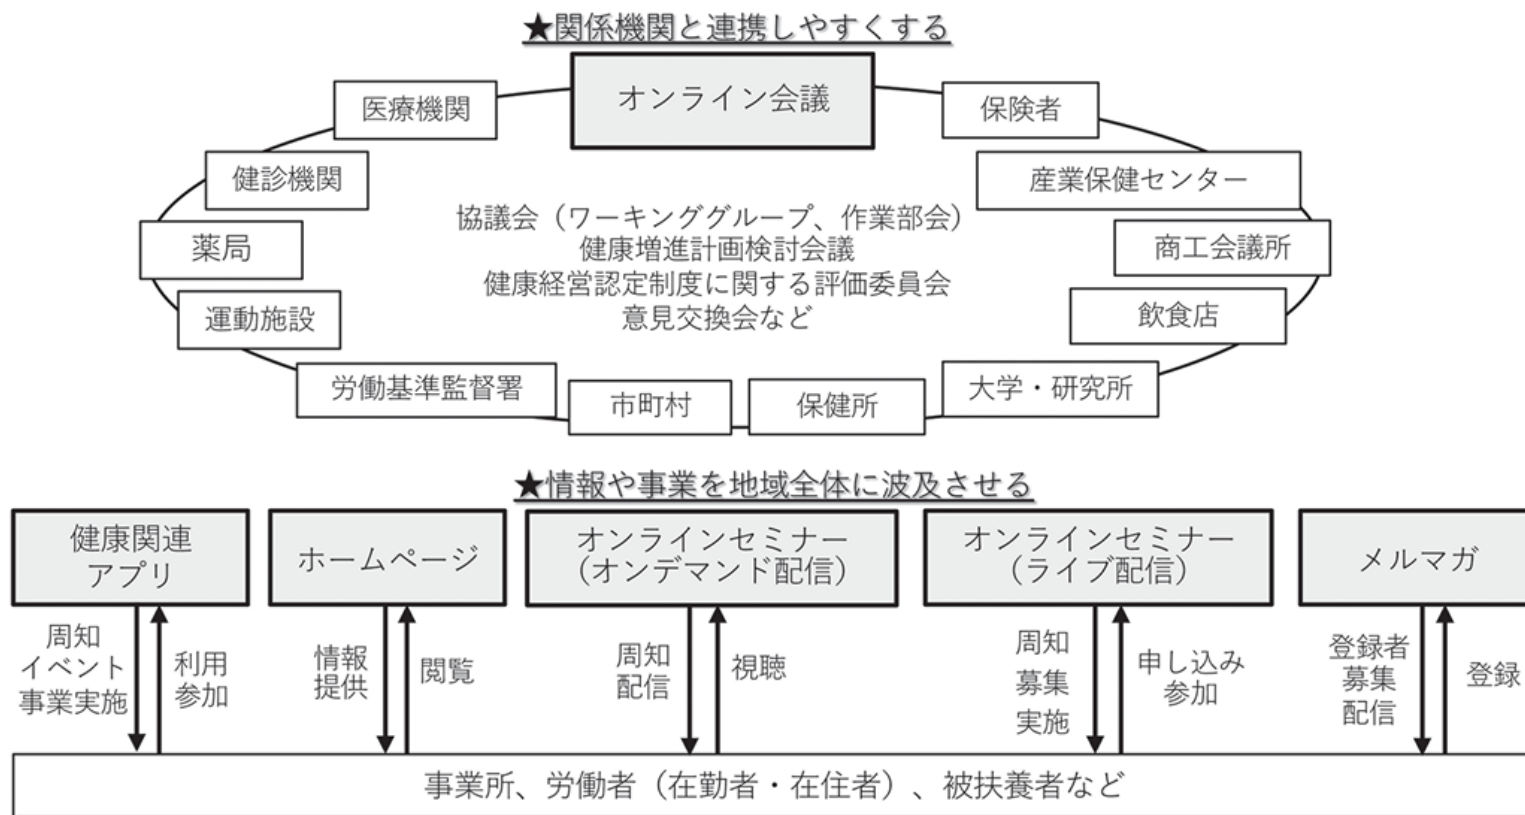 ★関係機関と連携しやすくする
オンライン会議
医療機関
保険者
健診機関
産業保健センター
薬局
商工会議所
運動施設
飲食店
労働基準監督署
市町村
保健所
大学・研究所
協議会（ワーキンググループ、作業部会）
健康増進計画検討会議
健康経営認定制度に関する評価委員会
意見交換会など
★情報や事業を地域全体に波及させる
健康関連
アプリ
ホームページ
オンラインセミナー
（オンデマンド配信）
オンラインセミナー
（ライブ配信）
メルマガ
周知
イベント
事業実施
利用
参加
情報
提供
閲覧
周知
配信
視聴
周知
募集
実施
申し込み
参加
登録者
募集
配信
登録
事業所、労働者（在勤者・在住者）、被扶養者など